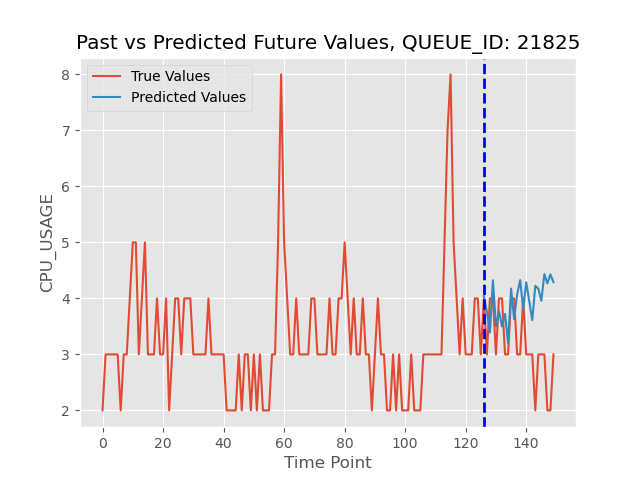 Past vs Predicted Future Values, QUEUE_ID: 21825
True Values
Predicted Values
8
7
6
5
4
3
2
CPU_USAGE
0 20 40 60 80 100 120 140
Time Point